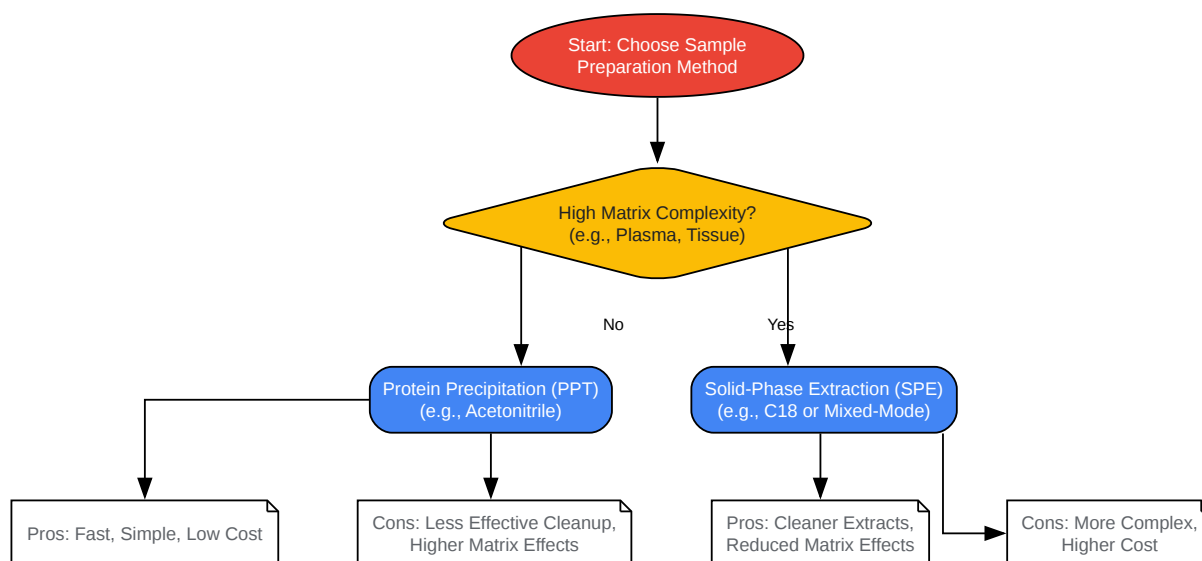 Start: Choose Sample
Preparation Method
High Matrix Complexity?
(e.g., Plasma, Tissue)
No
Yes
Protein Precipitation (PPT)
(e.g., Acetonitrile)
Solid-Phase Extraction (SPE)
(e.g., C18 or Mixed-Mode)
Pros: Fast, Simple, Low Cost
Cons: Less Effective Cleanup,
Higher Matrix Effects
Pros: Cleaner Extracts,
Reduced Matrix Effects
Cons: More Complex,
Higher Cost